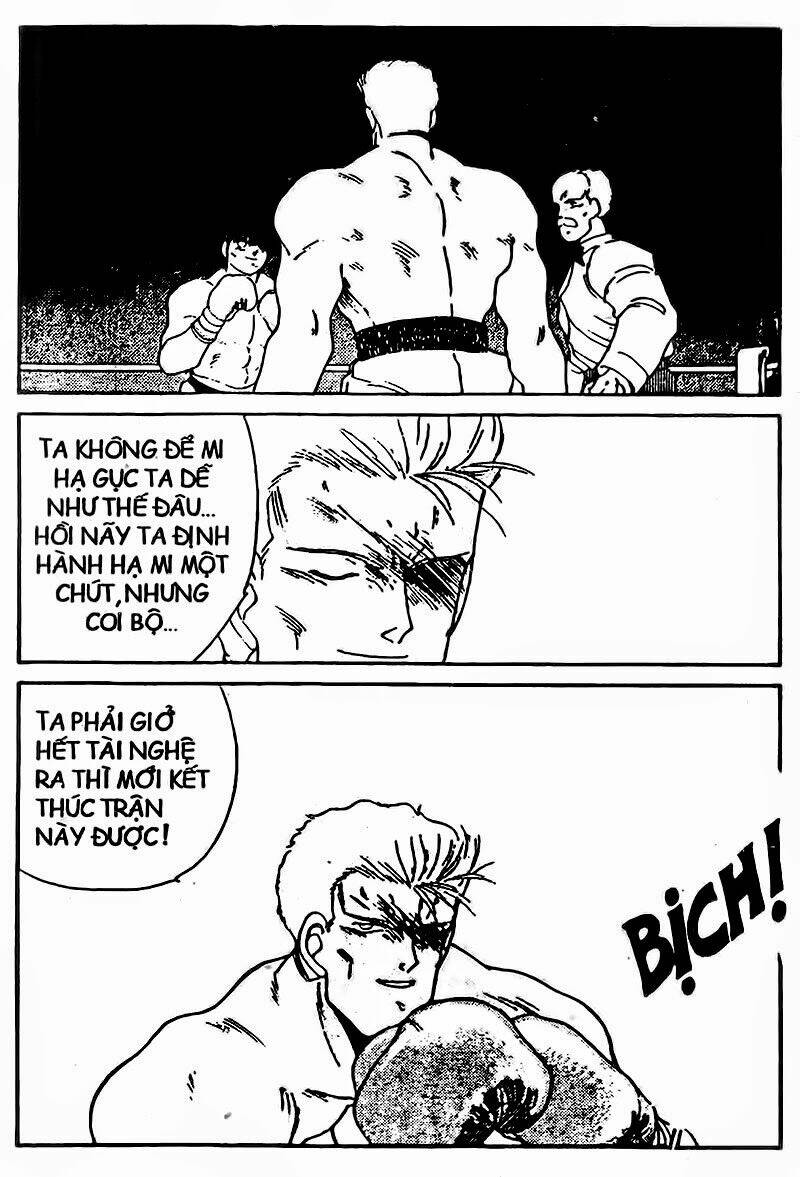 TA KHÔNG ĐỂ MI
HẠ GỤC TA DỄ
NHƯ THẾ ĐÂU...
HỒI NÃY TA ĐỊNH
HÀNH HẠ MI MỘT
CHÚT, NHƯNG
COI BỘ...
TA PHẢI GIỞ
HẾT TÀI NGHỆ
RA THÌ MỚI KẾT
THÚC TRẬN
NÀY ĐƯỢC!
BỊCH!